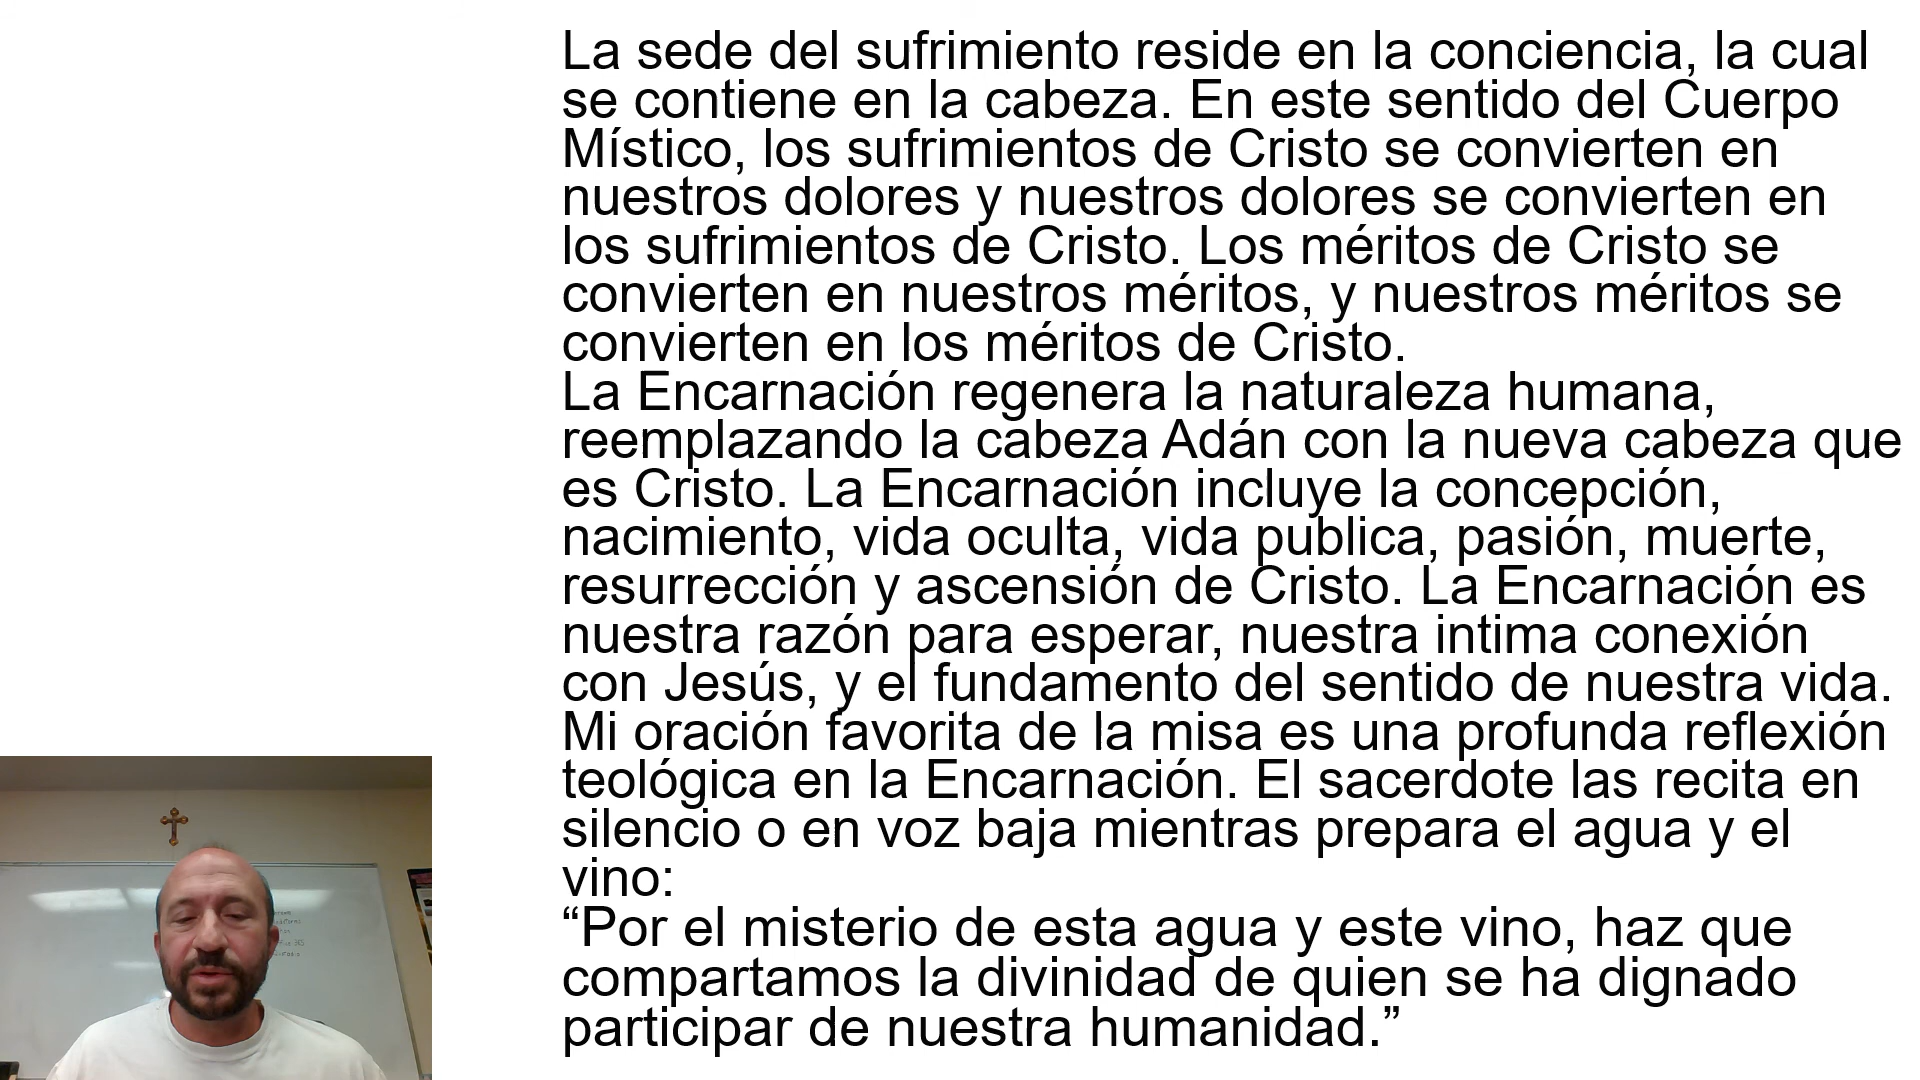 La sede del sufrimiento reside en la conciencia, la cual
se contiene en la cabeza. En este sentido del Cuerpo
Místico, los sufrimientos de Cristo se convierten en
nuestros dolores y nuestros dolores se convierten en
los sufrimientos de Cristo. Los méritos de Cristo se
convierten en nuestros méritos, y nuestros méritos se
convierten en los méritos de Cristo.
La Encarnación regenera la naturaleza humana,
reemplazando la cabeza Adán con la nueva cabeza que
es Cristo. La Encarnación incluye la concepción,
nacimiento, vida oculta, vida publica, pasión, muerte,
resurrección y ascensión de Cristo. La Encarnación es
nuestra razón para esperar, nuestra intima conexión
con Jesús, y el fundamento del sentido de nuestra vida.
Mi oración favorita de la misa es una profunda reflexión
teológica en la Encarnación. El sacerdote las recita en
silencio o en voz baja mientras prepara el agua y el
vino:
“Por el misterio de esta agua y este vino, haz que
compartamos la divinidad de quien se ha dignado
participar de nuestra humanidad.”